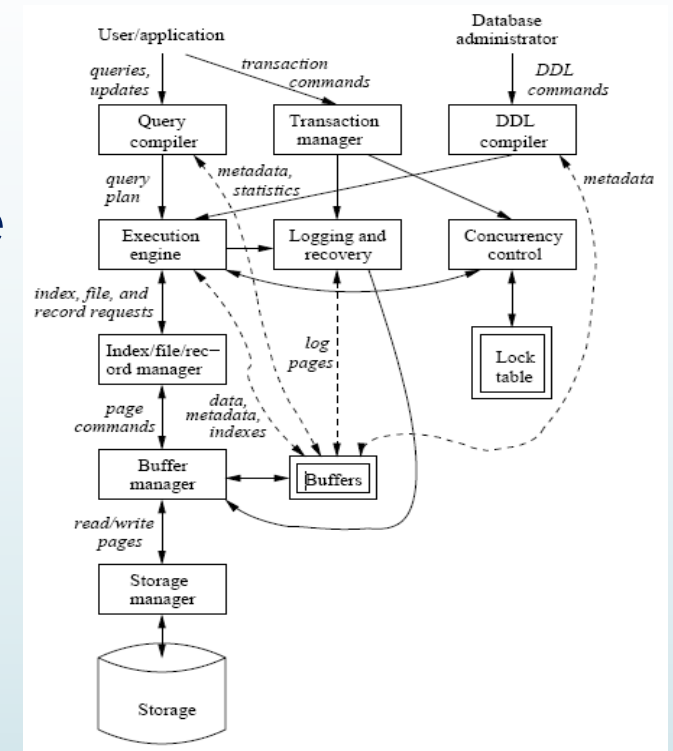 User/application
Database
administrator
queries,
updates
transaction
commands
DDL
commands
Query
compiler
Transaction
manager
DDL
compiler
query
plan
metadata,
statistics
metadata
e
Execution
engine
Logging and
recovery
Concurrency
control
index, file, and
record requests
log
pages
Index/file/rec-
ord manager
Lock
table
page
commands
data,
metadata,
indexes
Buffer
manager
Buffers
read/write
pages
Storage
manager
Storage